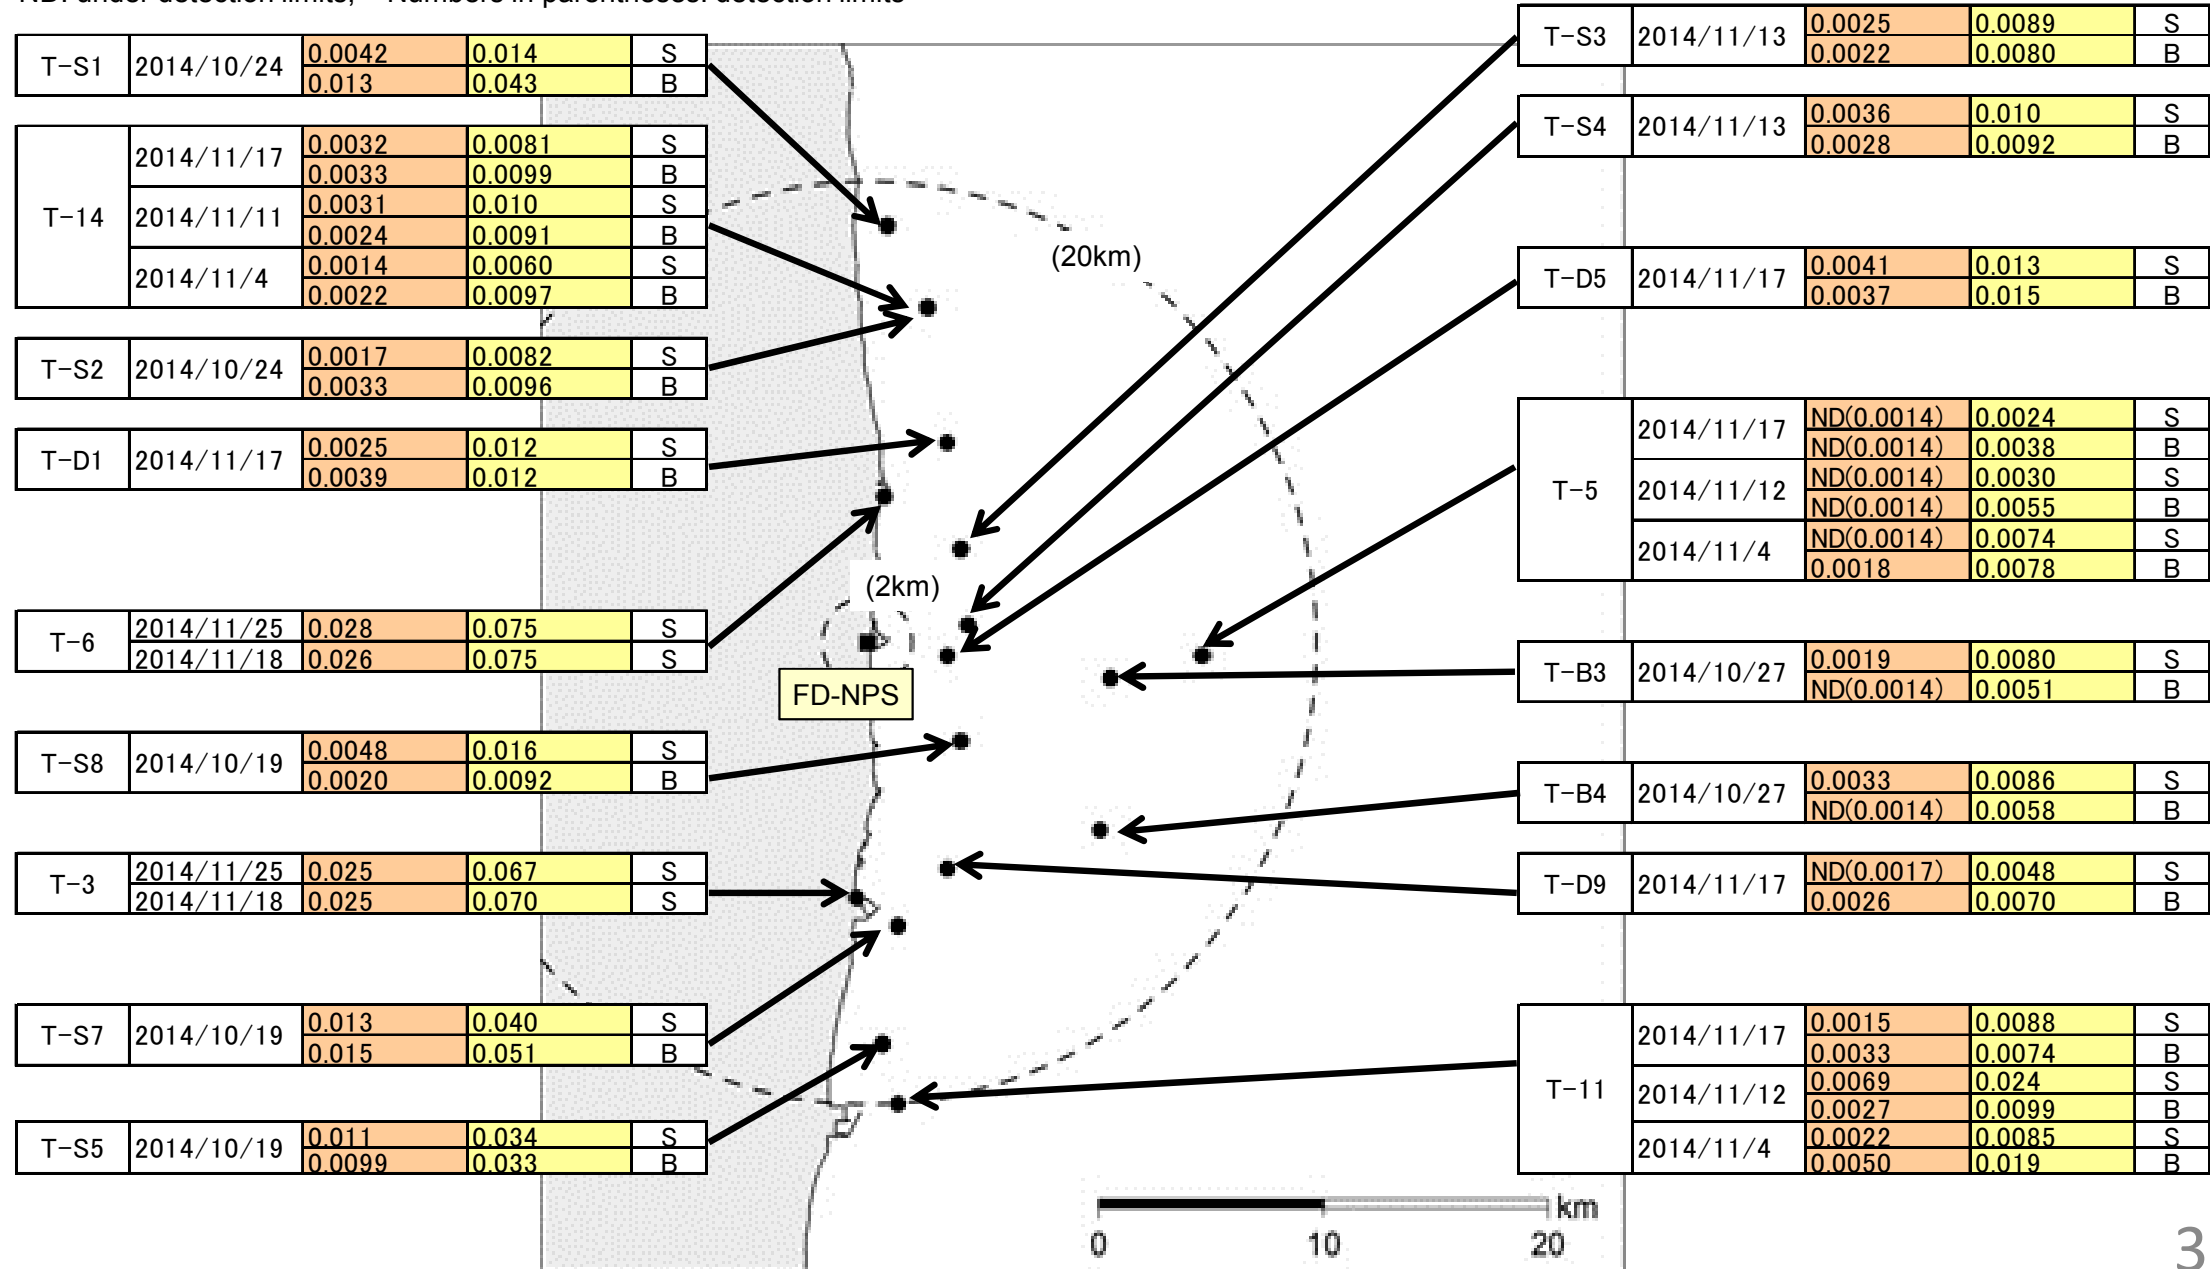 ND: under detection limits; Numbers in parentheses: detection limits
T-S1 2014/10/24 0.0042 0.014 S
0.013 0.043 B
T-14 2014/11/17 0.0032 0.0081 S
0.0033 0.0099 B
2014/11/11 0.0031 0.010 S
0.0024 0.0091 B
2014/11/4 0.0014 0.0060 S
0.0022 0.0097 B
T-S2 2014/10/24 0.0017 0.0082 S
0.0033 0.0096 B
T-D1 2014/11/17 0.0025 0.012 S
0.0039 0.012 B
T-6 2014/11/25 0.028 0.075 S
2014/11/18 0.026 0.075 S
T-S8 2014/10/19 0.0048 0.016 S
0.0020 0.0092 B
T-3 2014/11/25 0.025 0.067 S
2014/11/18 0.025 0.070 S
T-S7 2014/10/19 0.013 0.040 S
0.015 0.051 B
T-S5 2014/10/19 0.011 0.034 S
0.0099 0.033 B
(20km)
(2km)
FD-NPS
T-S3 2014/11/13 0.0025 0.0089 S
0.0022 0.0080 B
T-S4 2014/11/13 0.0036 0.010 S
0.0028 0.0092 B
T-D5 2014/11/17 0.0041 0.013 S
0.0037 0.015 B
T-5 2014/11/17 ND(0.0014) 0.0024 S
ND(0.0014) 0.0038 B
2014/11/12 ND(0.0014) 0.0030 S
ND(0.0014) 0.0055 B
2014/11/4 ND(0.0014) 0.0074 S
0.0018 0.0078 B
T-B3 2014/10/27 0.0019 0.0080 S
ND(0.0014) 0.0051 B
T-B4 2014/10/27 0.0033 0.0086 S
ND(0.0014) 0.0058 B
T-D9 2014/11/17 ND(0.0017) 0.0048 S
0.0026 0.0070 B
T-11 2014/11/17 0.0015 0.0088 S
0.0033 0.0074 B
2014/11/12 0.0069 0.024 S
0.0027 0.0099 B
2014/11/4 0.0022 0.0085 S
0.0050 0.019 B
km
0 10 20
3